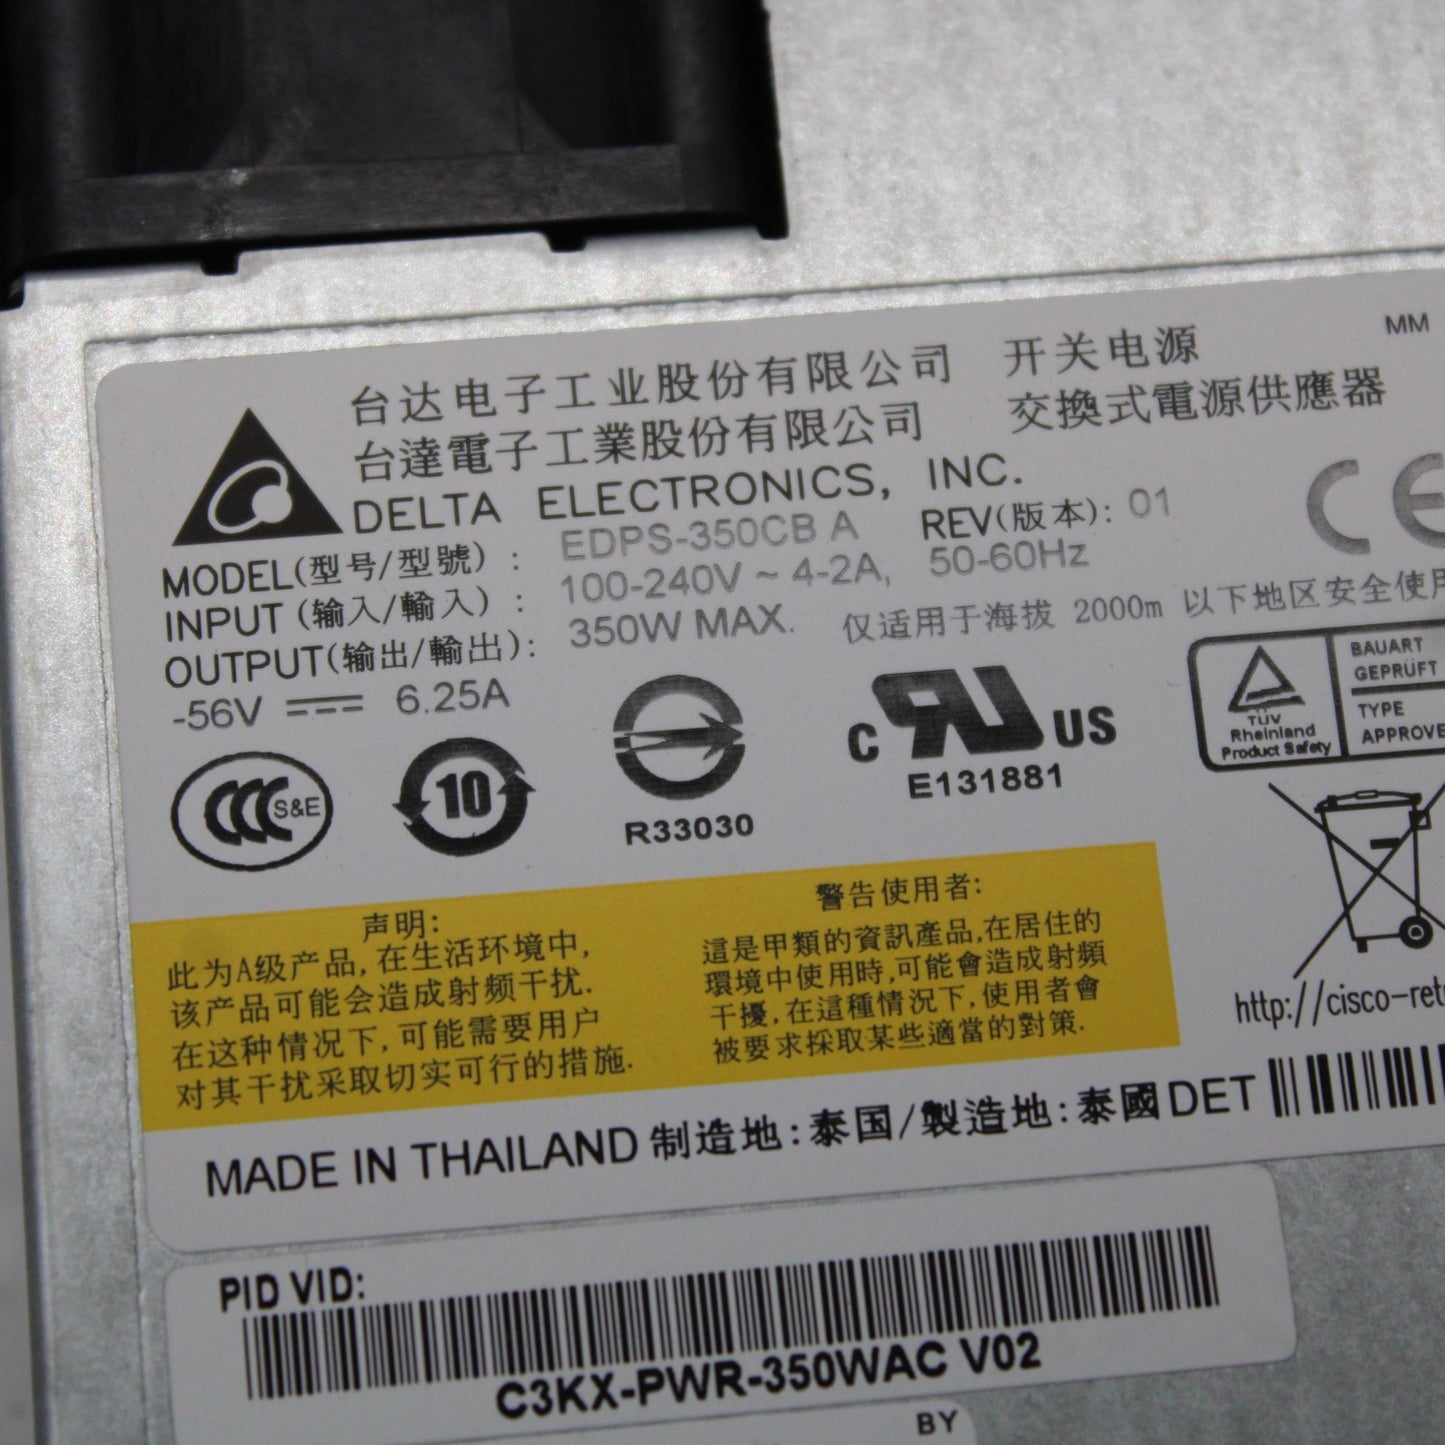 台达电子工业股份有限公司 开关电源
台達電子工業股份有限公司 交換式電源供應器
MM
DELTA ELECTRONICS, INC.
MODEL(型号/型號) : EDPS-350CB A REV(版本): 01
INPUT (输入/輸入) : 100-240V ~ 4-2A, 50-60Hz
OUTPUT(输出/輸出): 350W MAX. 仅适用于海拔 2000m 以下地区安全使用
-56V 6.25A
CE
S&E
10
R33030
C UR US
E131881
TÜV
Rheinland
Product Safety
BAUART
GEPRÜFT
TYPE
APPROVE
声明:
此为A级产品,在生活环境中,
该产品可能会造成射频干扰.
在这种情况下,可能需要用户
对其干扰采取切实可行的措施.
警告使用者:
這是甲類的資訊產品,在居住的
環境中使用時,可能會造成射頻
干擾,在這種情況下,使用者會
被要求採取某些適當的對策.
http://cisco-retu
MADE IN THAILAND 制造地:泰国/製造地:泰國 DET
PID VID:
C3KX-PWR-350WAC V02
BY